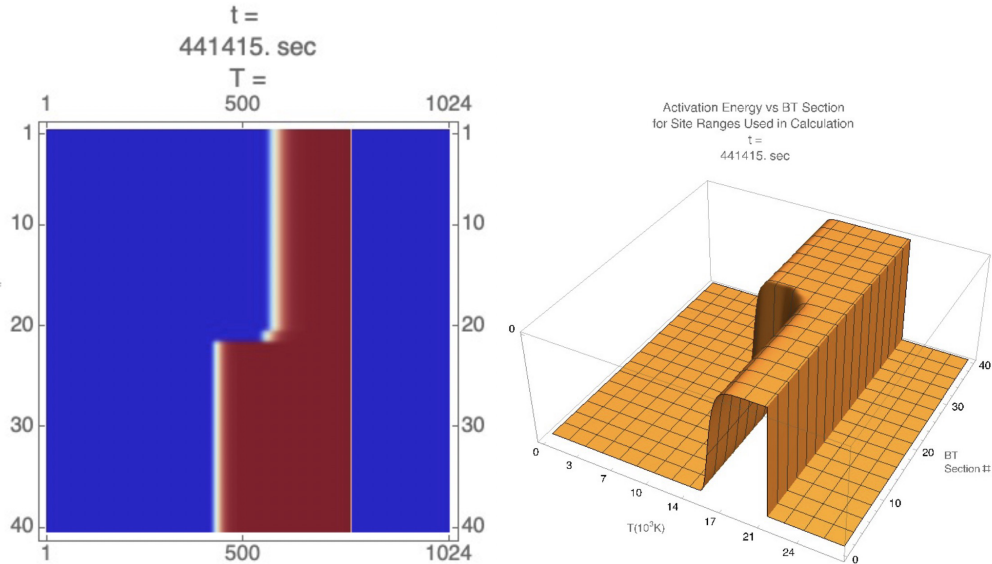 t =
441415. sec
T =
1 500 1024
1 1
10 10
20 20
30 30
40 40
1 500 1024
Activation Energy vs BT Section
for Site Ranges Used in Calculation
t =
441415. sec
0
0 3 7 10 14 17 21 24
T(10³K)
0 10 20 30 40
BT
Section #